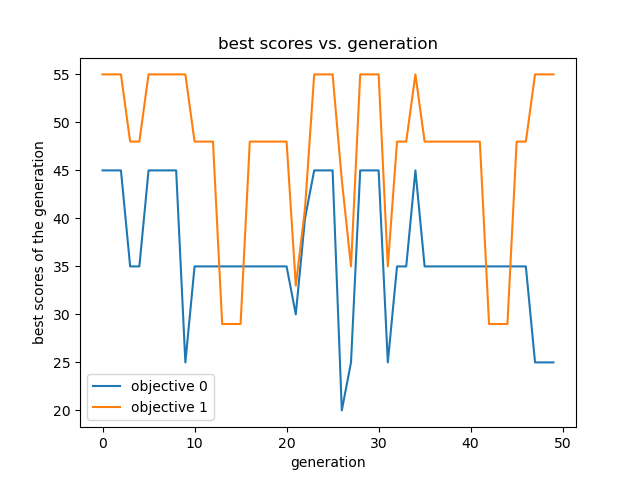 best scores vs. generation
best scores of the generation
55
50
45
40
35
30
25
20
objective 0
objective 1
0 10 20 30 40 50
generation